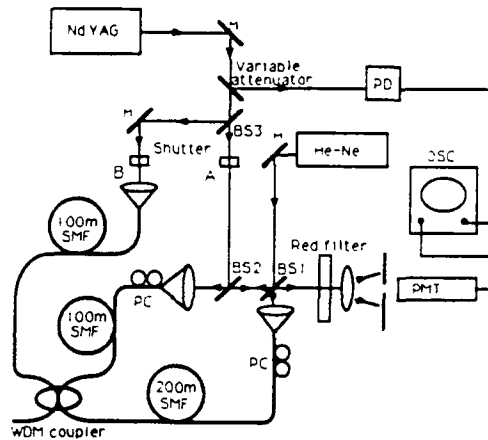 Nd YAG
M
Variable
attenuator
PD
M
BS3
Shutter
M
He-Ne
OSC
B
A
100m
SMF
Red filter
BS2
BS1
PMT
PC
100m
SMF
PC
200m
SMF
WDM coupler